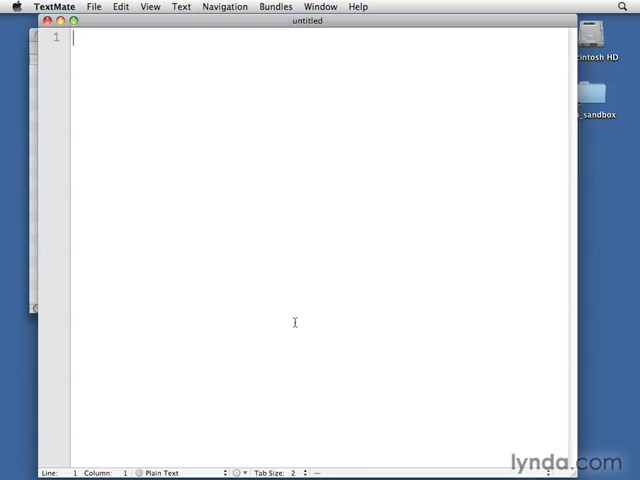 TextMate File Edit View Text Navigation Bundles Window Help
untitled
1
cintosh HD
_sandbox
Line: 1 Column: 1 Plain Text Tab Size: 2 —
lynda.com